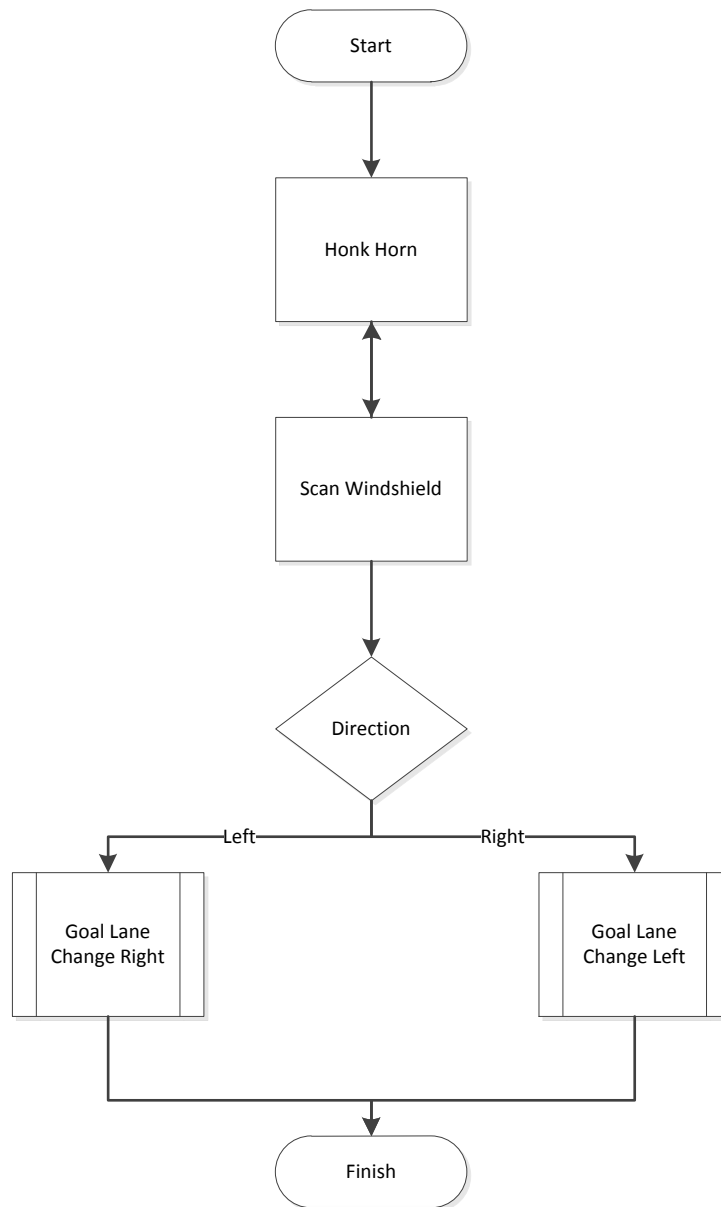 Start
Honk Horn
Scan Windshield
Direction
Left
Right
Goal Lane
Change Right
Goal Lane
Change Left
Finish